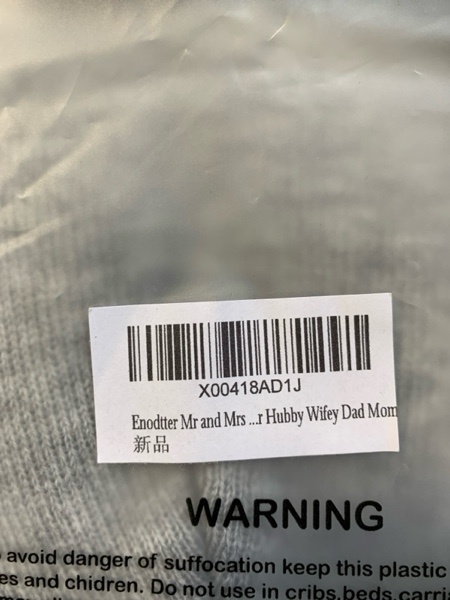 X00418AD1J
Enodtter Mr and Mrs ...r Hubby Wifey Dad Mom
新品
WARNING
avoid danger of suffocation keep this plastic
es and chidren. Do not use in cribs,beds,carri